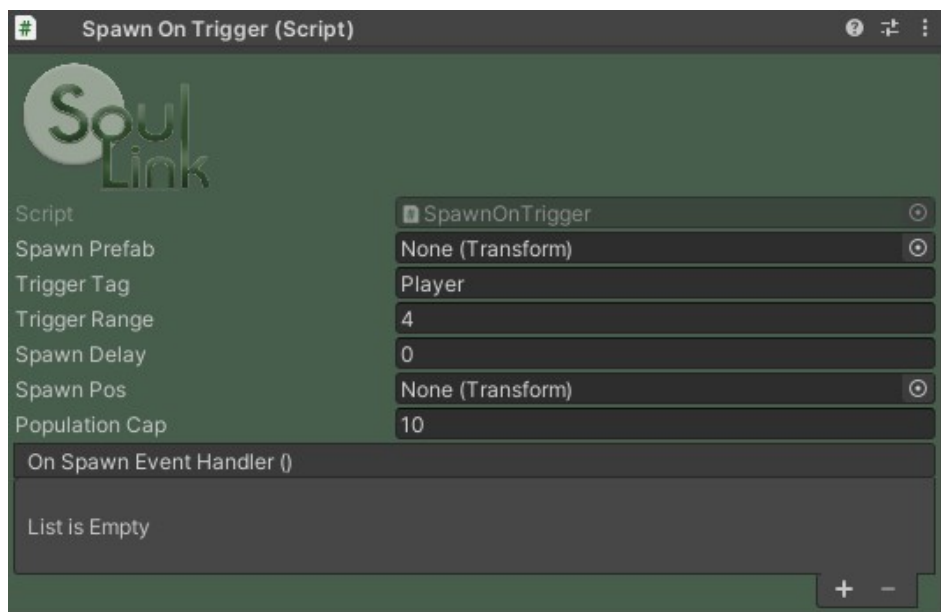 # Spawn On Trigger (Script)
Soul
Link
Script # SpawnOnTrigger
Spawn Prefab None (Transform)
Trigger Tag Player
Trigger Range 4
Spawn Delay 0
Spawn Pos None (Transform)
Population Cap 10
On Spawn Event Handler ()
List is Empty
+ −